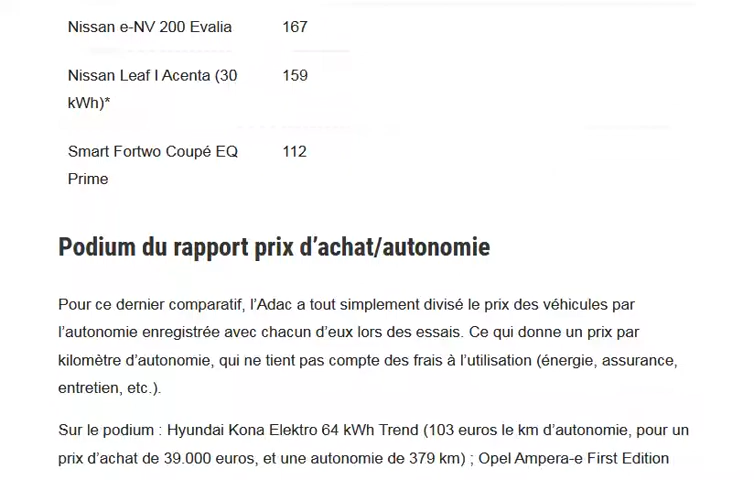 Nissan e-NV 200 Evalia 167
Nissan Leaf I Acenta (30 159
kWh)*
Smart Fortwo Coupé EQ 112
Prime
Podium du rapport prix d’achat/autonomie
Pour ce dernier comparatif, l’Adac a tout simplement divisé le prix des véhicules par
l’autonomie enregistrée avec chacun d’eux lors des essais. Ce qui donne un prix par
kilomètre d’autonomie, qui ne tient pas compte des frais à l’utilisation (énergie, assurance,
entretien, etc.).
Sur le podium : Hyundai Kona Elektro 64 kWh Trend (103 euros le km d’autonomie, pour un
prix d’achat de 39.000 euros, et une autonomie de 379 km) ; Opel Ampera-e First Edition